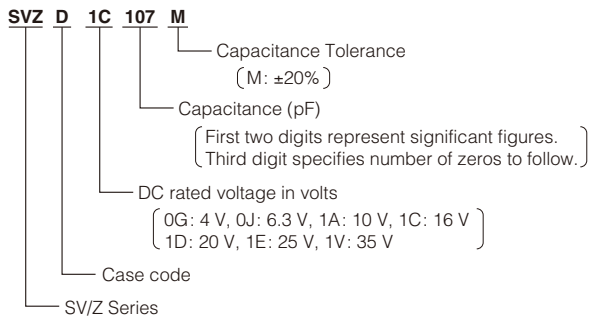 SVZ D 1C 107 M
Capacitance Tolerance
(M: ±20%)
Capacitance (pF)
(First two digits represent significant figures.
Third digit specifies number of zeros to follow.)
DC rated voltage in volts
(0G: 4 V, 0J: 6.3 V, 1A: 10 V, 1C: 16 V
1D: 20 V, 1E: 25 V, 1V: 35 V)
Case code
SV/Z Series